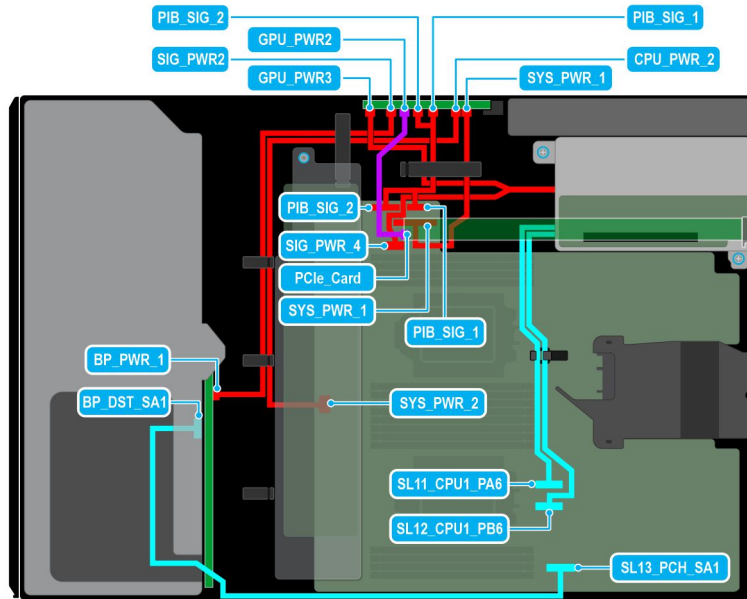 PIB_SIG_2
PIB_SIG_1
GPU_PWR2
SIG_PWR2
CPU_PWR_2
GPU_PWR3
SYS_PWR_1
PIB_SIG_2
SIG_PWR_4
PCIe_Card
SYS_PWR_1
PIB_SIG_1
BP_PWR_1
BP_DST_SA1
SYS_PWR_2
SL11_CPU1_PA6
SL12_CPU1_PB6
SL13_PCH_SA1